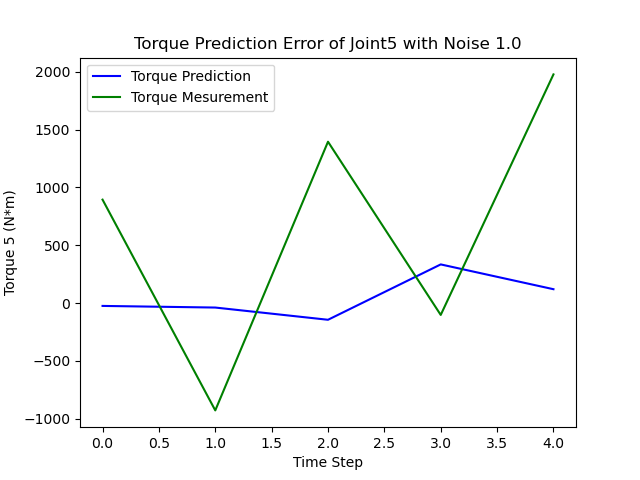 Torque Prediction Error of Joint5 with Noise 1.0
Torque Prediction
Torque Mesurement
2000
1500
1000
500
0
−500
−1000
Torque 5 (N*m)
0.0 0.5 1.0 1.5 2.0 2.5 3.0 3.5 4.0
Time Step